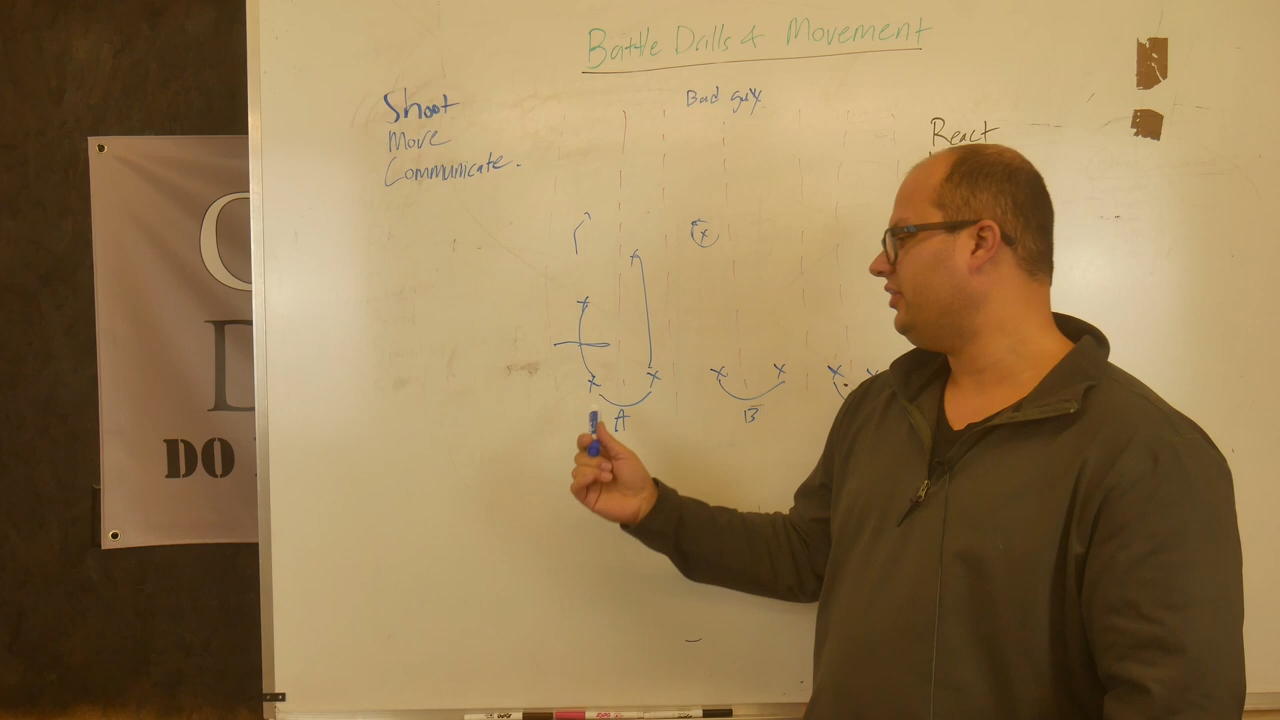 Battle Drills & Movement
Shoot
Move
Communicate.
Bad guy
React
x
x
x
x x x x x
A B
DO